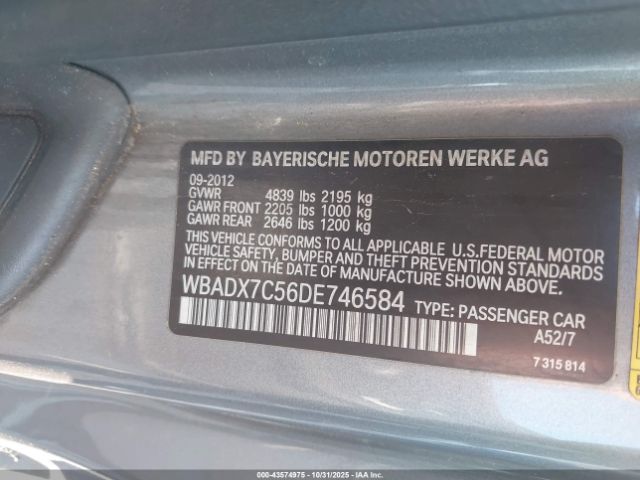 MFD BY BAYERISCHE MOTOREN WERKE AG
09-2012
GVWR 4839 lbs 2195 kg
GAWR FRONT 2205 lbs 1000 kg
GAWR REAR 2646 lbs 1200 kg
THIS VEHICLE CONFORMS TO ALL APPLICABLE U.S.FEDERAL MOTOR
VEHICLE SAFETY, BUMPER AND THEFT PREVENTION STANDARDS
IN EFFECT ON THE DATE OF MANUFACTURE SHOWN ABOVE.
WBADX7C56DE746584 TYPE: PASSENGER CAR
A52/7
7 315 814
000-43574975 - 10/31/2025 - © IAA Inc.